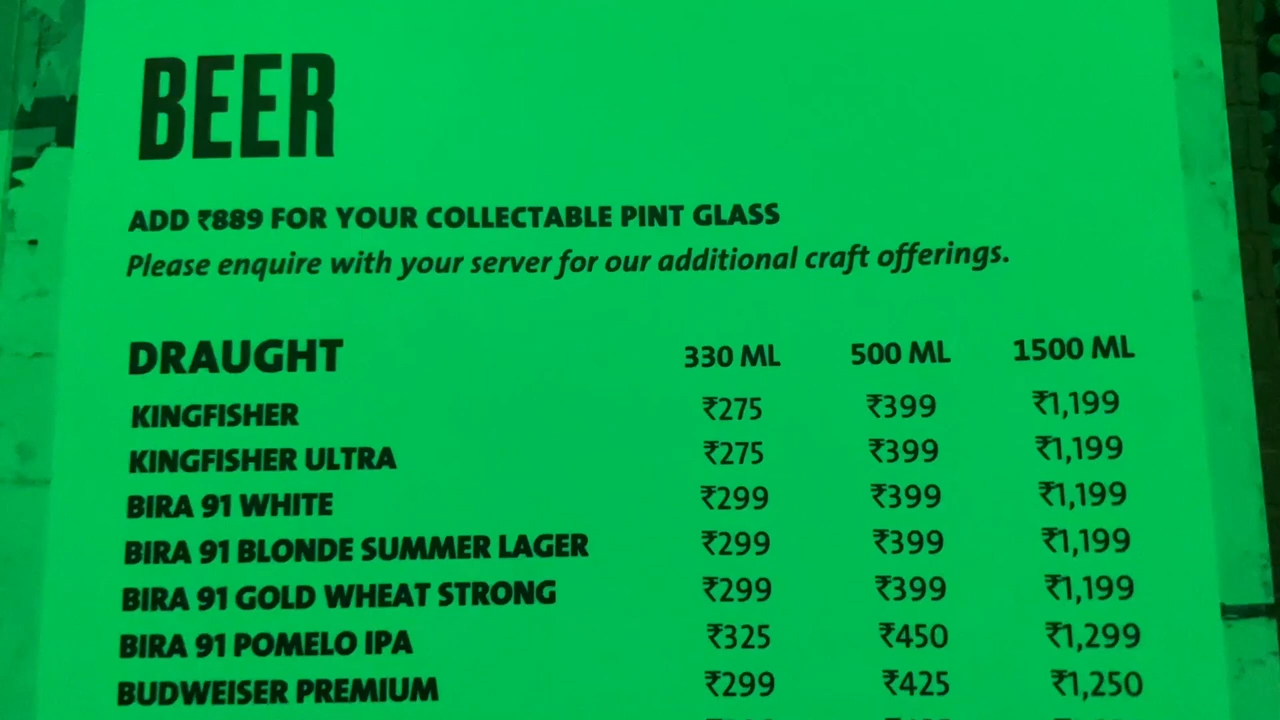 BEER
ADD ₹889 FOR YOUR COLLECTABLE PINT GLASS
Please enquire with your server for our additional craft offerings.
DRAUGHT 330 ML 500 ML 1500 ML
KINGFISHER ₹275 ₹399 ₹1,199
KINGFISHER ULTRA ₹275 ₹399 ₹1,199
BIRA 91 WHITE ₹299 ₹399 ₹1,199
BIRA 91 BLONDE SUMMER LAGER ₹299 ₹399 ₹1,199
BIRA 91 GOLD WHEAT STRONG ₹299 ₹399 ₹1,199
BIRA 91 POMELO IPA ₹325 ₹450 ₹1,299
BUDWEISER PREMIUM ₹299 ₹425 ₹1,250